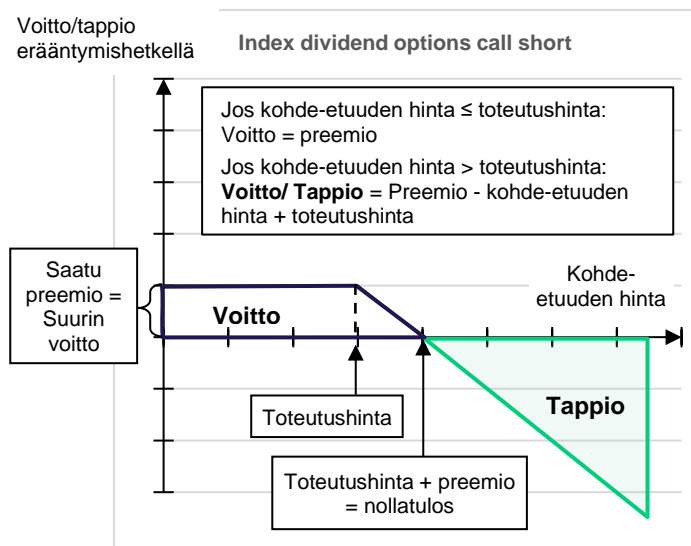 Voitto/tappio
erääntymishetkellä
Index dividend options call short
Jos kohde-etuuden hinta ≤ toteutushinta:
Voitto = preemio
Jos kohde-etuuden hinta > toteutushinta:
Voitto/ Tappio = Preemio - kohde-etuuden
hinta + toteutushinta
Saatu
preemio =
Suurin
voitto
Voitto
Kohde-
etuuden hinta
Toteutushinta
Tappio
Toteutushinta + preemio
= nollatulos